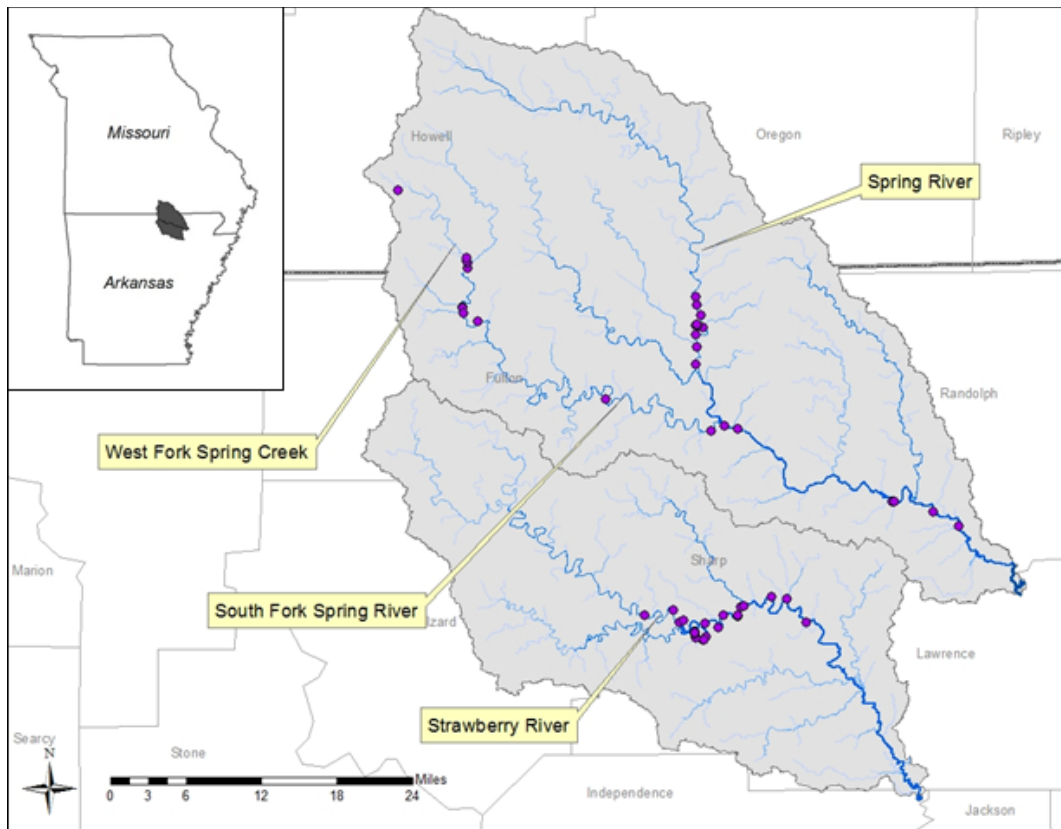 Missouri
Arkansas
Howell
Oregon
Ripley
Spring River
Fulton
Randolph
West Fork Spring Creek
Marion
South Fork Spring River
Sharp
Izard
Lawrence
Strawberry River
Searcy
N
Stone
Miles
0 3 6 12 18 24
Independence
Jackson